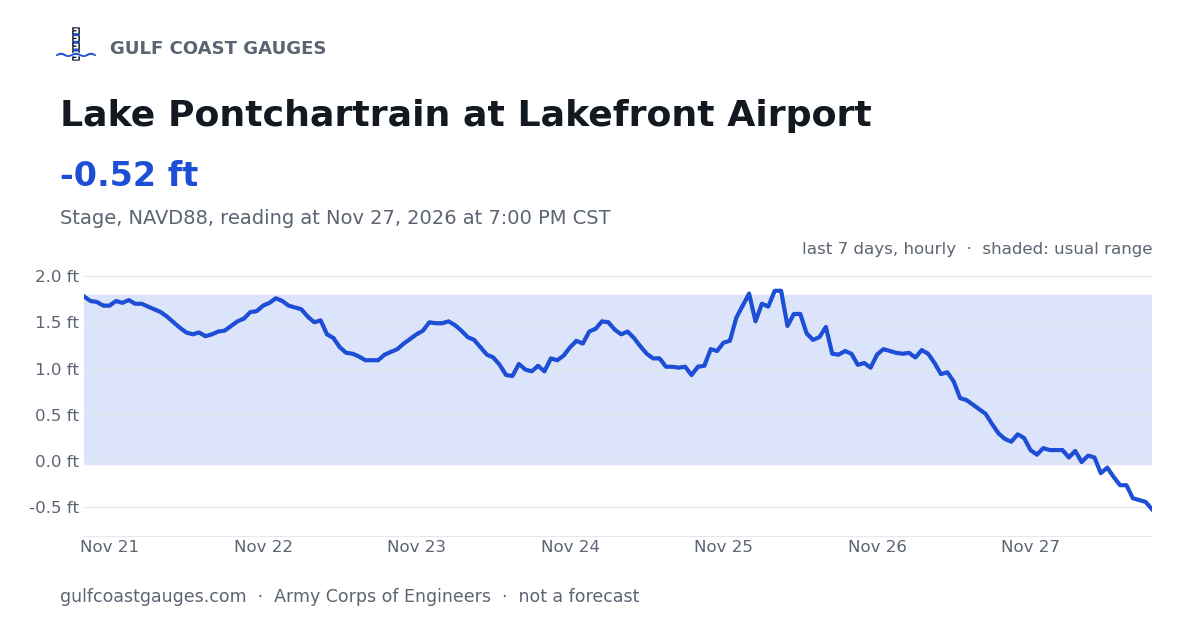 GULF COAST GAUGES
Lake Pontchartrain at Lakefront Airport
-0.52 ft
Stage, NAVD88, reading at Nov 27, 2026 at 7:00 PM CST
last 7 days, hourly · shaded: usual range
2.0 ft
1.5 ft
1.0 ft
0.5 ft
0.0 ft
-0.5 ft
Nov 21 Nov 22 Nov 23 Nov 24 Nov 25 Nov 26 Nov 27
gulfcoastgauges.com · Army Corps of Engineers · not a forecast